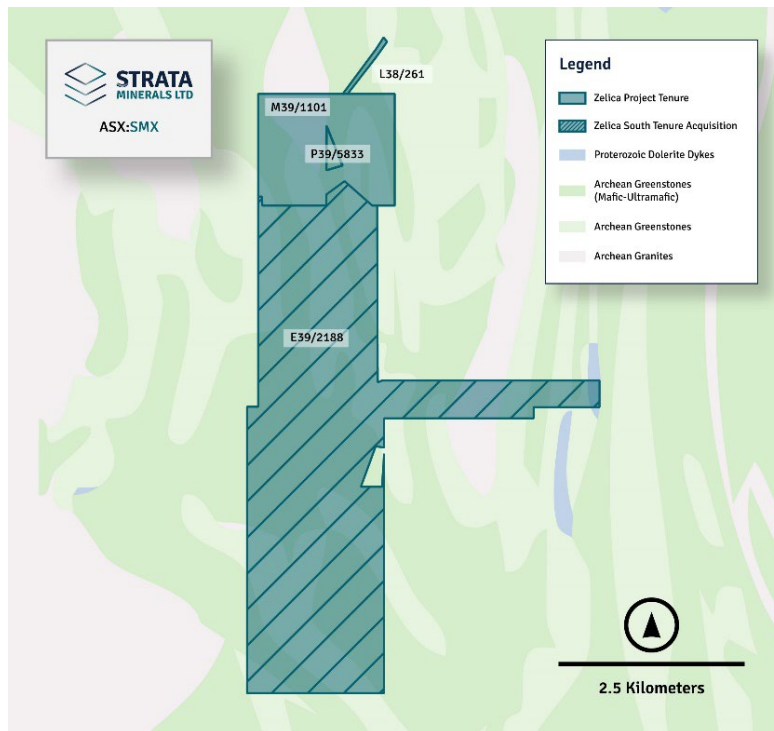 STRATA
MINERALS LTD
ASX:SMX
L38/261
M39/1101
P39/5833
E39/2188
Legend
Zelica Project Tenure
Zelica South Tenure Acquisition
Proterozoic Dolerite Dykes
Archean Greenstones
(Mafic-Ultramafic)
Archean Greenstones
Archean Granites
2.5 Kilometers